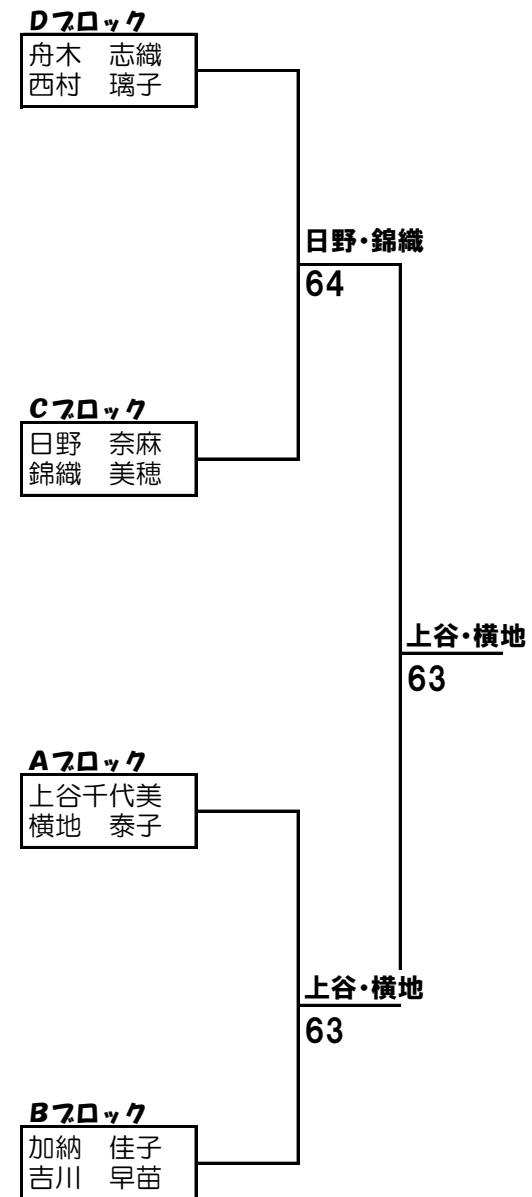 Dブロック
舟木　志織
西村　璃子
日野・錦織
64
Cブロック
日野　奈麻
錦織　美穂
上谷・横地
63
Aブロック
上谷千代美
横地　泰子
上谷・横地
63
Bブロック
加納　佳子
吉川　早苗